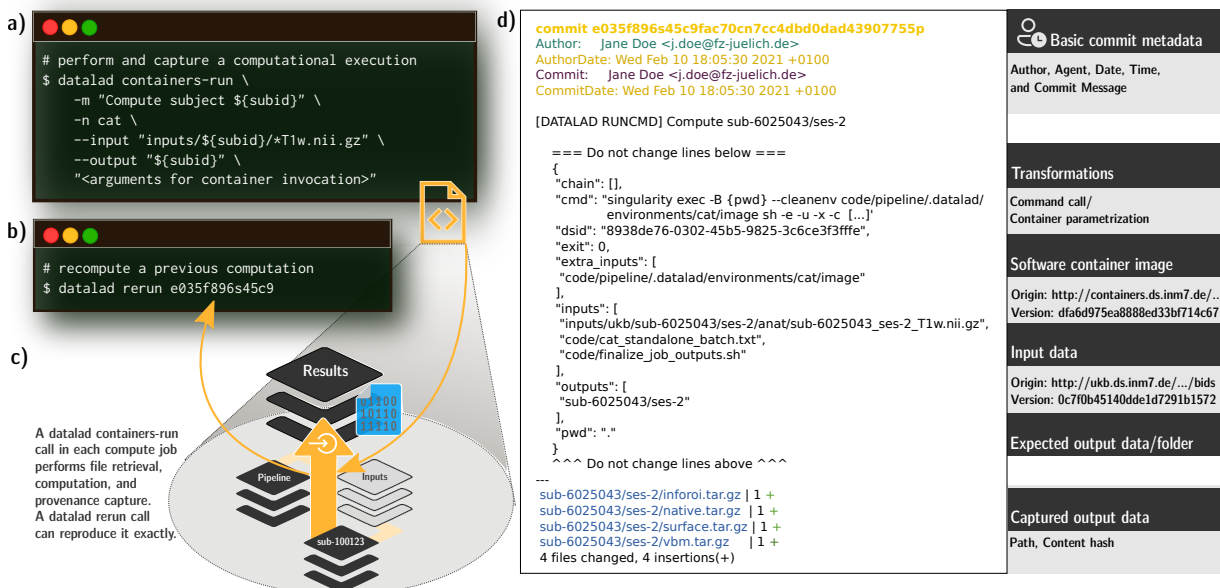 a)
# perform and capture a computational execution
$ datalad containers-run \
-m "Compute subject ${subid}" \
-n cat \
--input "inputs/${subid}/*T1w.nii.gz" \
--output "${subid}" \
"<arguments for container invocation>"
b)
# recompute a previous computation
$ datalad rerun e035f896s45c9
c)
Results
01100
10110
11110
Pipeline
Inputs
sub-100123
A datalad containers-run
call in each compute job
performs file retrieval,
computation, and
provenance capture.
A datalad rerun call
can reproduce it exactly.
d)
commit e035f896s45c9fac70cn7cc4dbd0dad43907755p
Author: Jane Doe <j.doe@fz-juelich.de>
AuthorDate: Wed Feb 10 18:05:30 2021 +0100
Commit: Jane Doe <j.doe@fz-juelich.de>
CommitDate: Wed Feb 10 18:05:30 2021 +0100
[DATALAD RUNCMD] Compute sub-6025043/ses-2
=== Do not change lines below ===
{
"chain": [],
"cmd": "singularity exec -B {pwd} --cleanenv code/pipeline/.datalad/
environments/cat/image sh -e -u -x -c [...]'
"dsid": "8938de76-0302-45b5-9825-3c6ce3f3fffe",
"exit": 0,
"extra_inputs": [
"code/pipeline/.datalad/environments/cat/image"
],
"inputs": [
"inputs/ukb/sub-6025043/ses-2/anat/sub-6025043_ses-2_T1w.nii.gz",
"code/cat_standalone_batch.txt",
"code/finalize_job_outputs.sh"
],
"outputs": [
"sub-6025043/ses-2"
],
"pwd": "."
}
^^^ Do not change lines above ^^^
---
sub-6025043/ses-2/inforoi.tar.gz | 1 +
sub-6025043/ses-2/native.tar.gz | 1 +
sub-6025043/ses-2/surface.tar.gz | 1 +
sub-6025043/ses-2/vbm.tar.gz | 1 +
4 files changed, 4 insertions(+)
Basic commit metadata
Author, Agent, Date, Time,
and Commit Message
Transformations
Command call/
Container parametrization
Software container image
Origin: http://containers.ds.inm7.de/..
Version: dfa6d975ea8888ed33bf714c67
Input data
Origin: http://ukb.ds.inm7.de/.../bids
Version: 0c7f0b45140dde1d7291b1572
Expected output data/folder
Captured output data
Path, Content hash